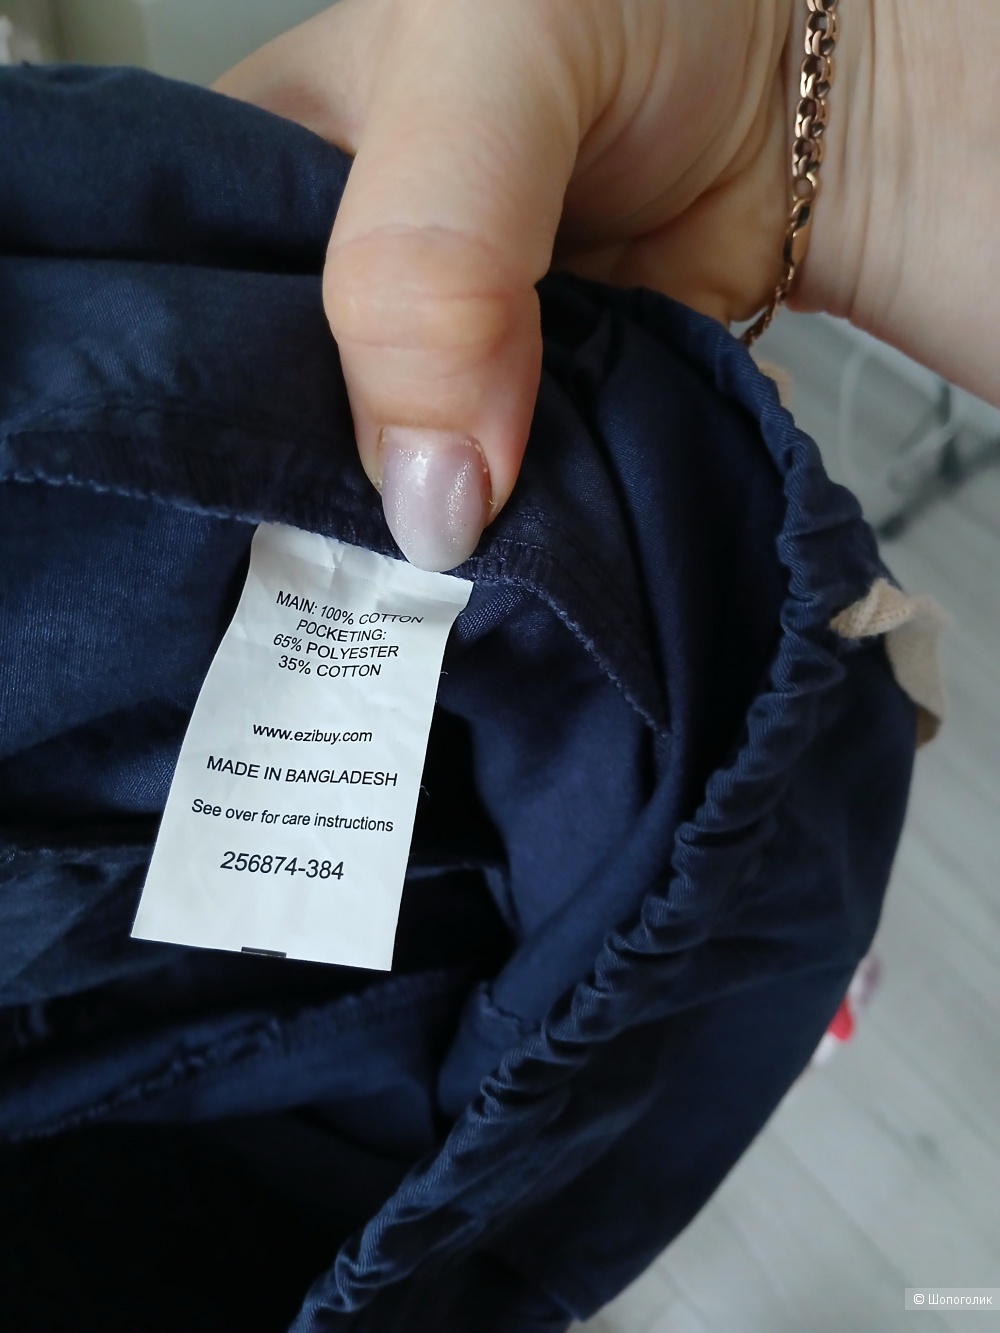 MAIN: 100% COTTON
POCKETING:
65% POLYESTER
35% COTTON
www.ezibuy.com
MADE IN BANGLADESH
See over for care instructions
256874-384
© Шопоголик